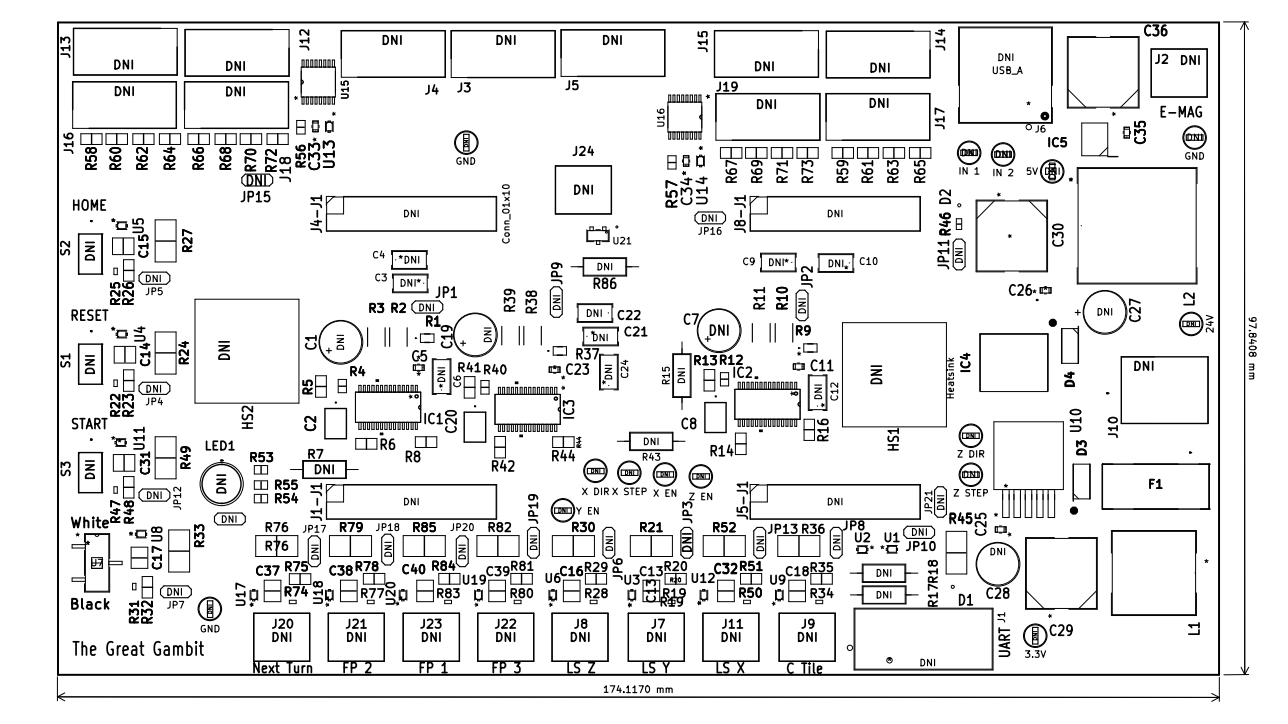 J13
DNI
J12
DNI
J4
DNI
J3
DNI
J5
J15
DNI
DNI
J14
DNI
USB_A
J6
C36
J2 DNI
E-MAG
DNI
J16
DNI
U15
U16
J19
DNI
DNI
J17
R58 R60 R62 R64 R66 R68 R70 R72 J18
R56 C33 U13
DNI
JP15
DNI
GND
J24
DNI
R57 C34 U14
R67 R69 R71 R73 R59 R61 R63 R65
IC5
C35
DNI
GND
IN 1
IN 2
5V DNI
HOME
S2
DNI
U5
C15
R27
R25
R26
DNI
JP5
J4-J1
DNI
Conn_01x10
U21
DNI
R86
DNI
JP16
J8-J1
DNI
D2
R46
JP11
DNI
C30
C26
C4
DNI
C3
DNI
C9
DNI
DNI
C10
JP9
DNI
JP1
DNI
JP2
DNI
C27
L2
24V
RESET
S1
DNI
U4
C14
R24
R22
R23
DNI
JP4
DNI
HS2
C1
DNI
R3 R2
R1
C19
DNI
R39 R38
DNI
C22
DNI
C21
R37
C23
DNI
C24
C7
DNI
R11 R10
R9
DNI
HS1
Heatsink
IC4
D4
DNI
J10
R5
R4
C2
IC1
R6
R8
C6
R41 R40
C20
IC3
R42
R44
R15
DNI
R13 R12
IC2
C8
R14
C11
C12
R16
DNI
R43
START
S3
DNI
U11
C31
R49
R47
R48
DNI
JP12
LED1
DNI
DNI
R53
R55
R54
R7
DNI
J1-J1
DNI
DNI
X DIR
DNI
X STEP
DNI
X EN
DNI
Z EN
DNI
Y EN
J5-J1
DNI
JP21
DNI
DNI
Z DIR
DNI
Z STEP
U10
D3
F1
White
Black
U8
C17
R33
R31
R32
DNI
JP7
DNI
GND
R76
R76
JP17
DNI
R79
JP18
DNI
R85
JP20
DNI
R82
JP19
DNI
R30
JP6
DNI
R21
JP3
DNI
R52
JP13
DNI
R36
JP8
DNI
U2 U1
DNI
JP10
R45
C25
C28
C29
L1
U17
C37
R75
R74
U18
C38
R78
R77
U20
C40
R84
R83
U19
C39
R81
R80
U6
C16
R29
R28
U3
C13
C13
R20
R20
R19
R19
U12
C32
R51
R50
U9
C18
R35
R34
DNI
DNI
R17 R18
D1
J20
DNI
Next Turn
J21
DNI
FP 2
J23
DNI
FP 1
J22
DNI
FP 3
J8
DNI
LS Z
J7
DNI
LS Y
J11
DNI
LS X
J9
DNI
C Tile
DNI
UART
J1
3.3V
The Great Gambit
174.1170 mm
97.8408 mm